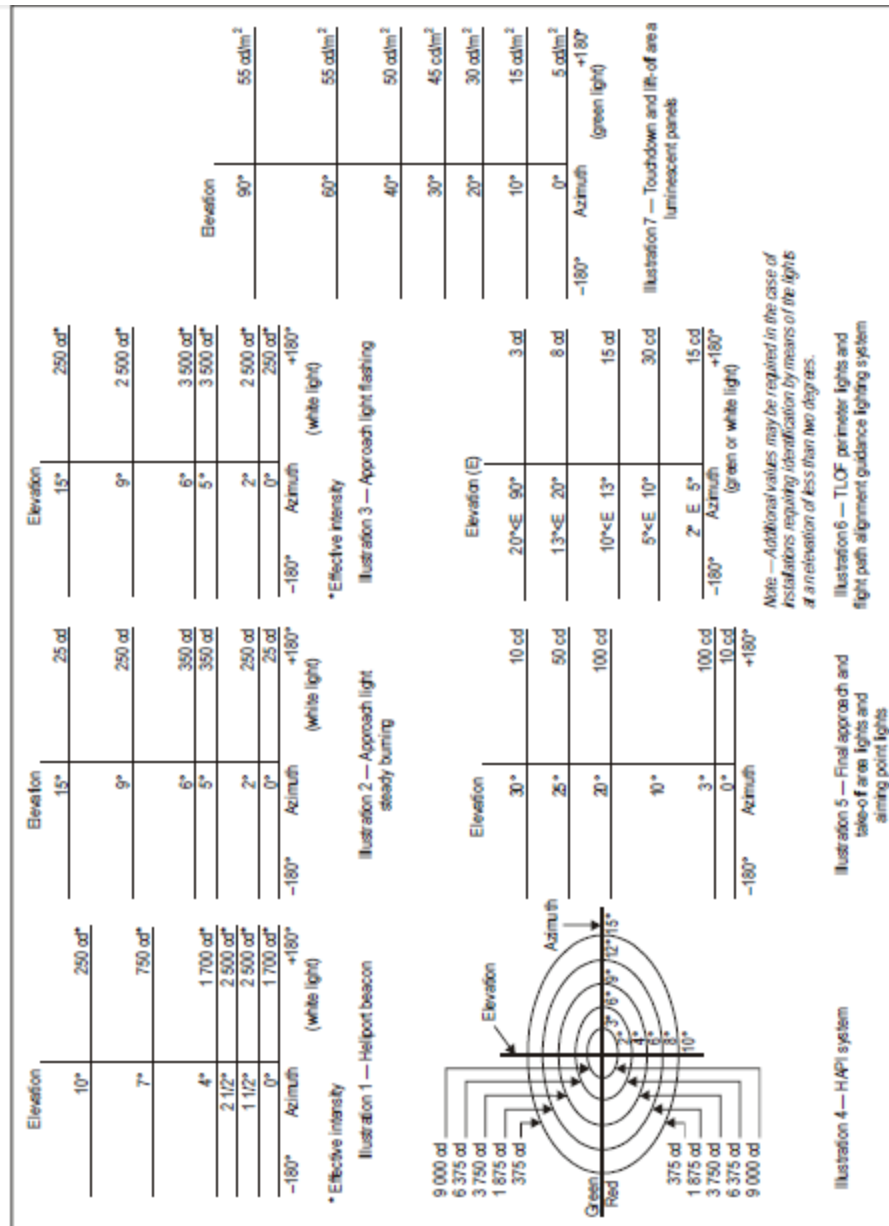 Elevation
10° 250 cd*
7° 750 cd*
4° 1 700 cd*
2 1/2° 2 500 cd*
1 1/2° 2 500 cd*
0° 1 700 cd*
−180° Azimuth +180°
(white light)
* Effective intensity
Illustration 1 — Heliport beacon
Elevation
15° 25 cd
9° 250 cd
6° 350 cd
5° 350 cd
2° 250 cd
0° 25 cd
−180° Azimuth +180°
(white light)
Illustration 2 — Approach light
steady burning
Elevation
15° 250 cd*
9° 2 500 cd*
6° 3 500 cd*
5° 3 500 cd*
2° 2 500 cd*
0° 250 cd*
−180° Azimuth +180°
(white light)
* Effective intensity
Illustration 3 — Approach light flashing
Elevation
Azimuth
9 000 cd
6 375 cd
3 750 cd
1 875 cd
375 cd
Green
Red
3° 6° 9° 12° 15°
2°
4°
6°
8°
10°
375 cd
1 875 cd
3 750 cd
6 375 cd
9 000 cd
Illustration 4 — HAPI system
Elevation
30° 10 cd
25° 50 cd
20° 100 cd
10°
3° 100 cd
0° 10 cd
−180° Azimuth +180°
Illustration 5 — Final approach and
take-off area lights and
aiming point lights
Elevation (E)
20°<E 90° 3 cd
13°<E 20° 8 cd
10°<E 13° 15 cd
5°<E 10° 30 cd
2° E 5° 15 cd
−180° Azimuth +180°
(green or white light)
Note — Additional values may be required in the case of
installations requiring identification by means of the lights
at an elevation of less than two degrees.
Illustration 6 — TLOF perimeter lights and
flight path alignment guidance lighting system
Elevation
90° 55 cd/m²
60° 55 cd/m²
40° 50 cd/m²
30° 45 cd/m²
20° 30 cd/m²
10° 15 cd/m²
0° 5 cd/m²
−180° Azimuth +180°
(green light)
Illustration 7 — Touchdown and lift-off area
luminescent panels